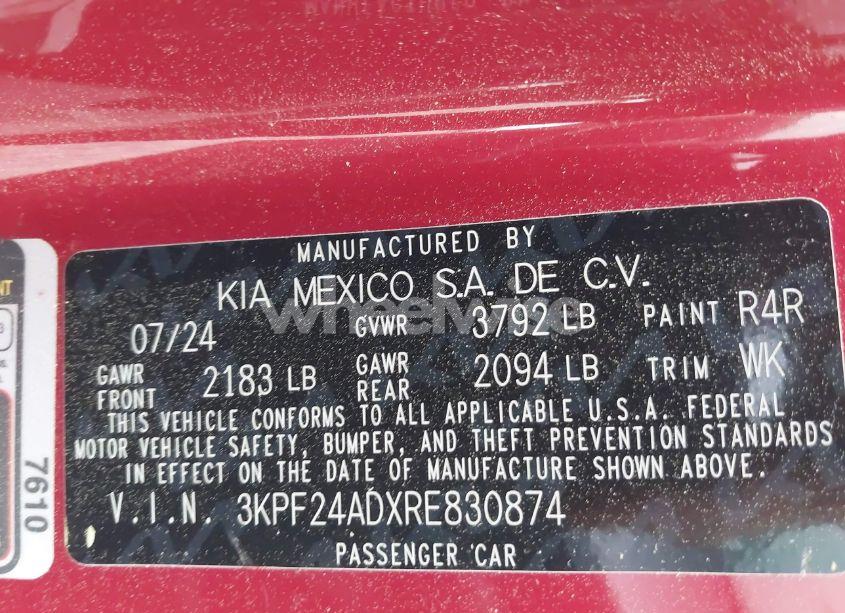 MANUFACTURED BY
KIA MEXICO S.A. DE C.V.
07/24 GVWR 3792 LB PAINT R4R
GAWR FRONT 2183 LB GAWR REAR 2094 LB TRIM WK
THIS VEHICLE CONFORMS TO ALL APPLICABLE U.S.A. FEDERAL
MOTOR VEHICLE SAFETY, BUMPER, AND THEFT PREVENTION STANDARDS
IN EFFECT ON THE DATE OF MANUFACTURE SHOWN ABOVE.
V.I.N. 3KPF24ADXRE830874
PASSENGER CAR
7610